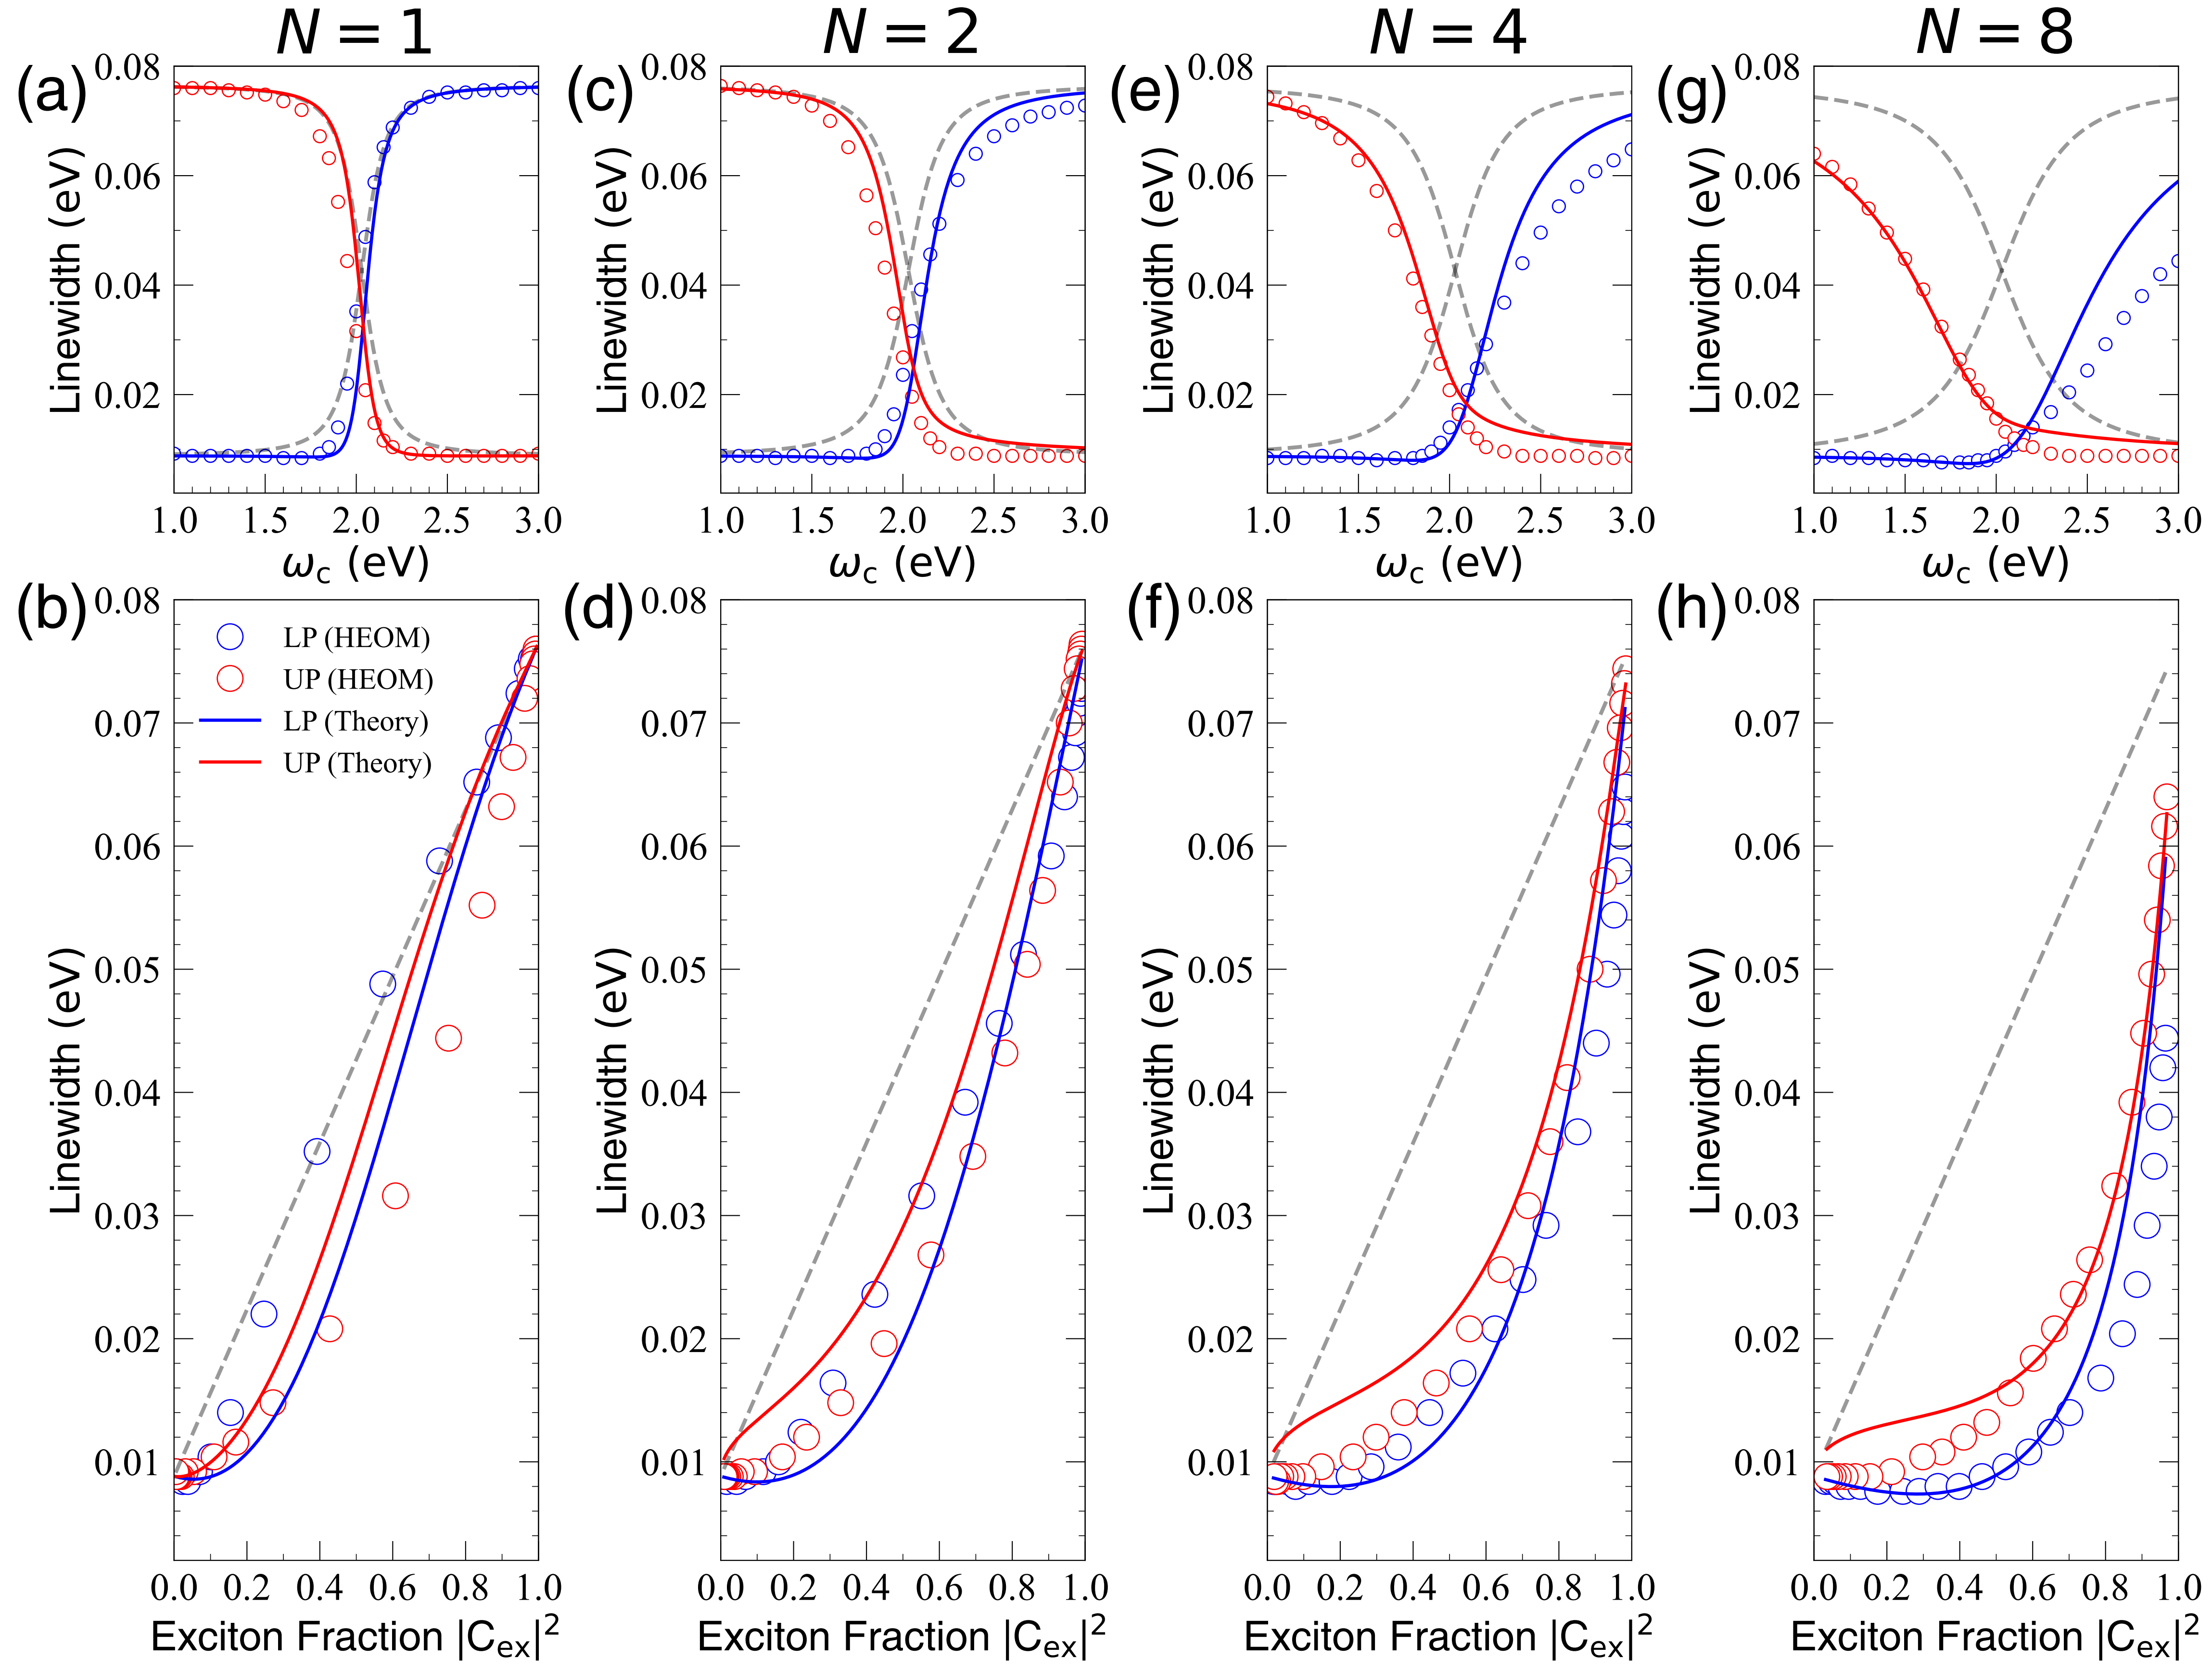 N = 1
N = 2
N = 4
N = 8
(a)
0.08
0.06
0.04
0.02
Linewidth (eV)
1.0 1.5 2.0 2.5 3.0
ωc (eV)
(c)
0.08
0.06
0.04
0.02
Linewidth (eV)
1.0 1.5 2.0 2.5 3.0
ωc (eV)
(e)
0.08
0.06
0.04
0.02
Linewidth (eV)
1.0 1.5 2.0 2.5 3.0
ωc (eV)
(g)
0.08
0.06
0.04
0.02
Linewidth (eV)
1.0 1.5 2.0 2.5 3.0
ωc (eV)
(b)
0.08
0.07
0.06
0.05
0.04
0.03
0.02
0.01
Linewidth (eV)
LP (HEOM)
UP (HEOM)
LP (Theory)
UP (Theory)
0.0 0.2 0.4 0.6 0.8 1.0
Exciton Fraction |Cex|²
(d)
0.08
0.07
0.06
0.05
0.04
0.03
0.02
0.01
Linewidth (eV)
0.0 0.2 0.4 0.6 0.8 1.0
Exciton Fraction |Cex|²
(f)
0.08
0.07
0.06
0.05
0.04
0.03
0.02
0.01
Linewidth (eV)
0.0 0.2 0.4 0.6 0.8 1.0
Exciton Fraction |Cex|²
(h)
0.08
0.07
0.06
0.05
0.04
0.03
0.02
0.01
Linewidth (eV)
0.0 0.2 0.4 0.6 0.8 1.0
Exciton Fraction |Cex|²